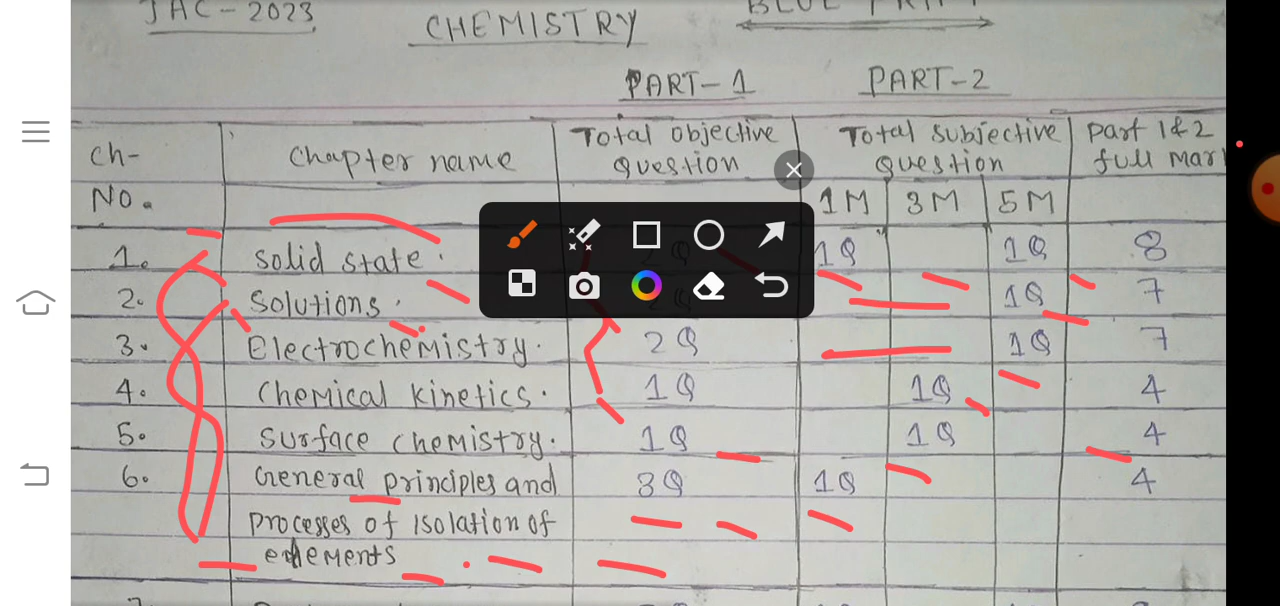 JAC-2023
CHEMISTRY
BLUE PRINT
PART-1 PART-2
Ch- Chapter name Total Objective Question Total Subjective Question Part 1&2 full Mar
No. 1M 3M 5M
1. Solid state. 2Q 1Q 1Q 8
2. Solutions. 1Q 7
3. Electrochemistry. 2Q 1Q 7
4. Chemical kinetics. 1Q 1Q 4
5. Surface chemistry. 1Q 1Q 4
6. General principles and 3Q 1Q 4
processes of Isolation of
elements